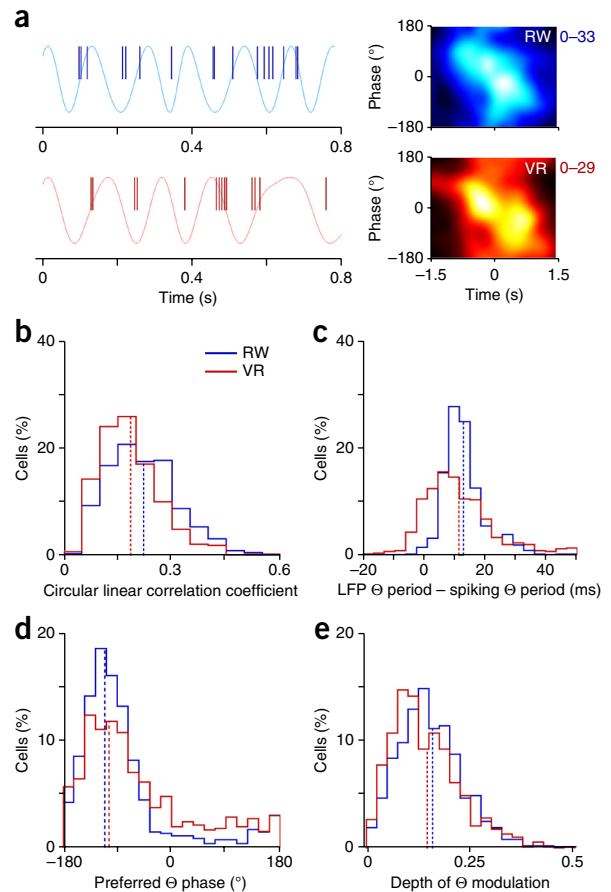 a
0 0.4 0.8
0 0.4 0.8
Time (s)
RW 0–33
Phase (°)
180
0
–180
VR 0–29
Phase (°)
180
0
180
–1.5 0 1.5
Time (s)
b
RW
VR
Cells (%)
40
20
0
0 0.3 0.6
Circular linear correlation coefficient
c
Cells (%)
40
20
0
–20 0 20 40
LFP Θ period – spiking Θ period (ms)
d
Cells (%)
20
10
0
-180 0 180
Preferred Θ phase (°)
e
Cells (%)
20
10
0
0 0.25 0.5
Depth of Θ modulation